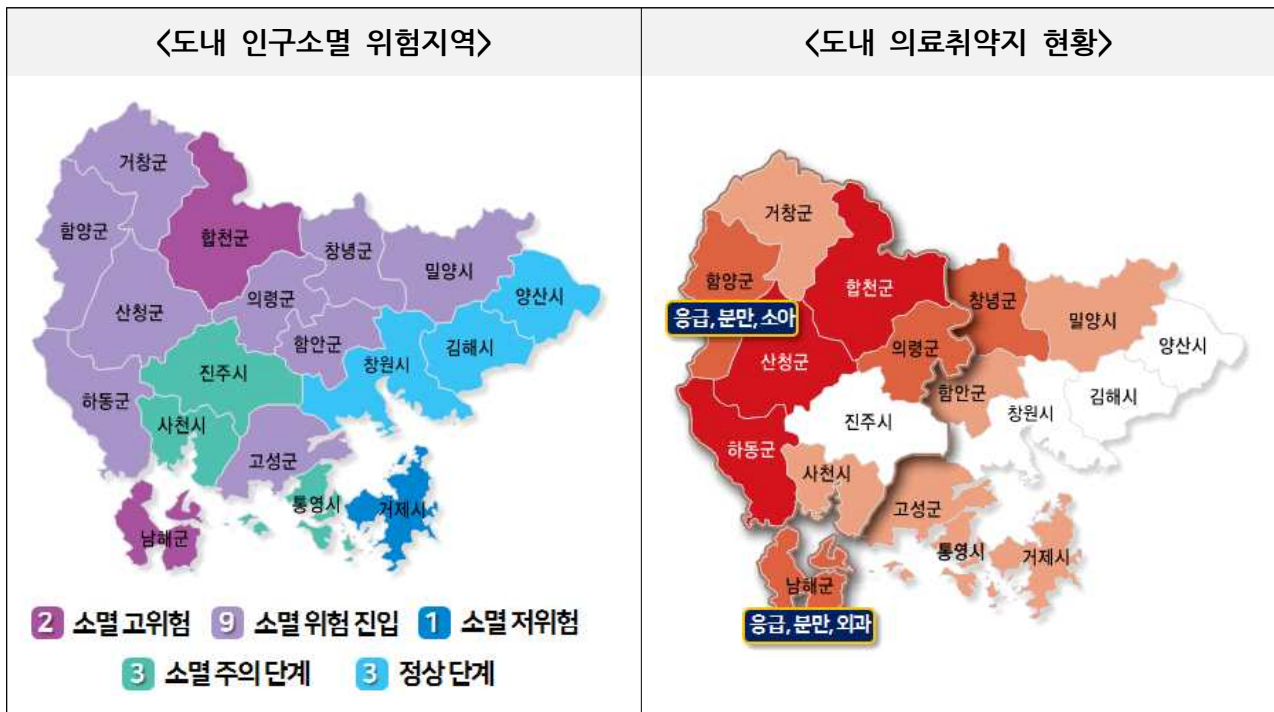 <도내 인구소멸 위험지역>
거창군
함양군
합천군
창녕군
밀양시
산청군
의령군
양산시
함안군
김해시
창원시
진주시
하동군
사천시
고성군
통영시
거제시
남해군
2 소멸 고위험 9 소멸 위험 진입 1 소멸 저위험
3 소멸 주의 단계 3 정상 단계
<도내 의료취약지 현황>
거창군
함양군
합천군
창녕군
밀양시
응급, 분만, 소아
양산시
의령군
산청군
함안군
김해시
창원시
진주시
하동군
사천시
고성군
통영시
거제시
남해군
응급, 분만, 외과